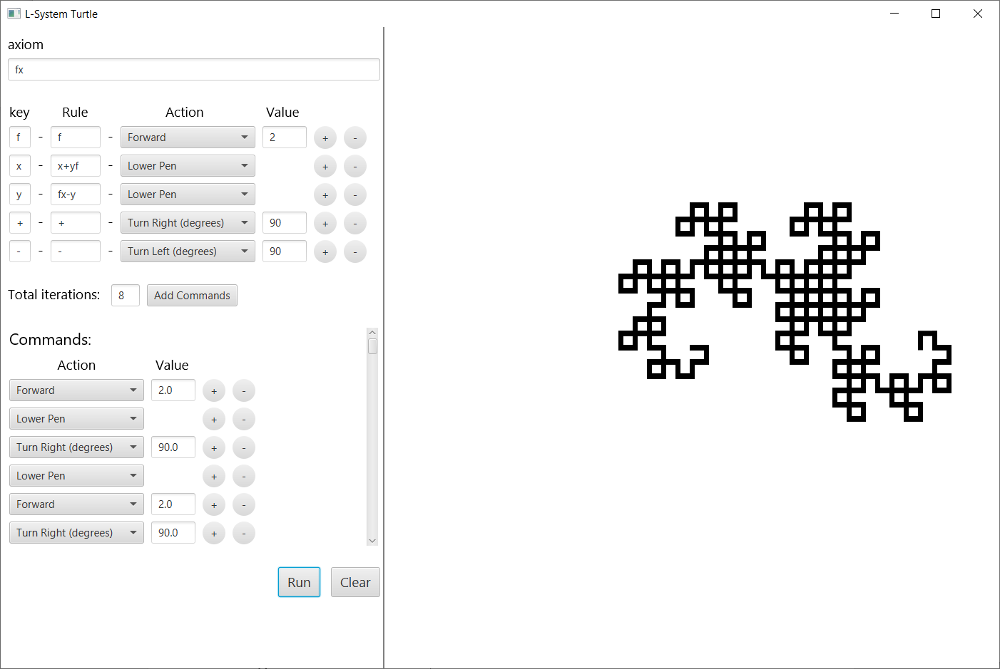 L-System Turtle
axiom
fx
key Rule Action Value
f - f - Forward 2 + -
x - x+yf - Lower Pen + -
y - fx-y - Lower Pen + -
+ - + - Turn Right (degrees) 90 + -
- - - - Turn Left (degrees) 90 + -
Total iterations: 8 Add Commands
Commands:
Action Value
Forward 2.0 + -
Lower Pen + -
Turn Right (degrees) 90.0 + -
Lower Pen + -
Forward 2.0 + -
Turn Right (degrees) 90.0 + -
Run Clear